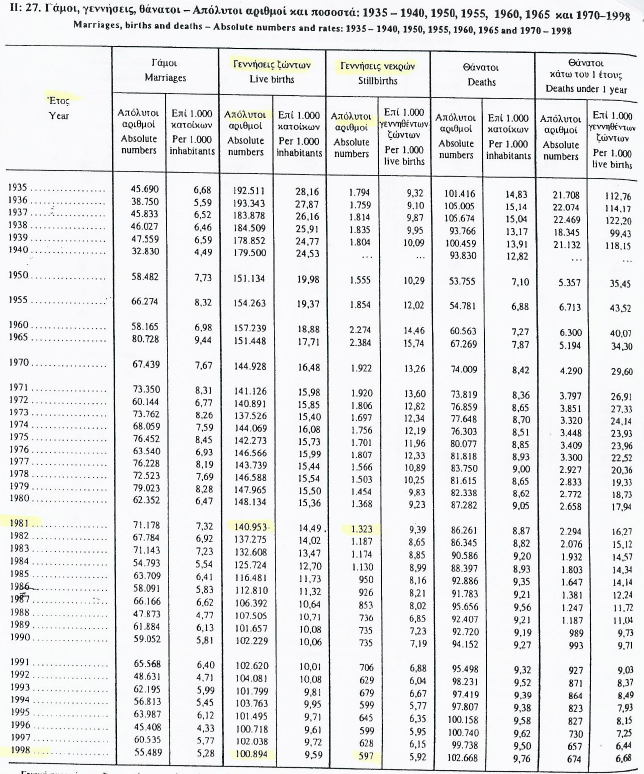 II: 27. Γάμοι, γεννήσεις, θάνατοι – Απόλυτοι αριθμοί και ποσοστά: 1935 – 1940, 1950, 1955, 1960, 1965 και 1970–1998
Marriages, births and deaths – Absolute numbers and rates: 1935 – 1940, 1950, 1955, 1960, 1965 and 1970 – 1998
Έτος
Year
Γάμοι
Marriages
Γεννήσεις ζώντων
Live births
Γεννήσεις νεκρών
Stillbirths
Θάνατοι
Deaths
Θάνατοι
κάτω του 1 έτους
Deaths under 1 year
Απόλυτοι αριθμοί Absolute numbers
Επί 1.000 κατοίκων Per 1.000 inhabitants
Απόλυτοι αριθμοί Absolute numbers
Επί 1.000 κατοίκων Per 1.000 inhabitants
Απόλυτοι αριθμοί Absolute numbers
Επί 1.000 γεννηθέντων ζώντων Per 1.000 live births
Απόλυτοι αριθμοί Absolute numbers
Επί 1.000 κατοίκων Per 1.000 inhabitants
Απόλυτοι αριθμοί Absolute numbers
Επί 1.000 γεννηθέντων ζώντων Per 1.000 live births
1935 45.690 6,68 192.511 28,16 1.794 9,32 101.416 14,83 21.708 112,76
1936 38.750 5,59 193.343 27,87 1.759 9,10 105.005 15,14 22.074 114,17
1937 45.833 6,52 183.878 26,16 1.814 9,87 105.674 15,04 22.469 122,20
1938 46.027 6,46 184.509 25,91 1.835 9,95 93.766 13,17 18.345 99,43
1939 47.559 6,59 178.852 24,77 1.804 10,09 100.459 13,91 21.132 118,15
1940 32.830 4,49 179.500 24,53 ... ... 93.830 12,82 ... ...
1950 58.482 7,73 151.134 19,98 1.555 10,29 53.755 7,10 5.357 35,45
1955 66.274 8,32 154.263 19,37 1.854 12,02 54.781 6,88 6.713 43,52
1960 58.165 6,98 157.239 18,88 2.274 14,46 60.563 7,27 6.300 40,07
1965 80.728 9,44 151.448 17,71 2.384 15,74 67.269 7,87 5.194 34,30
1970 67.439 7,67 144.928 16,48 1.922 13,26 74.009 8,42 4.290 29,60
1971 73.350 8,31 141.126 15,98 1.920 13,60 73.819 8,36 3.797 26,91
1972 60.144 6,77 140.891 15,85 1.806 12,82 76.859 8,65 3.851 27,33
1973 73.762 8,26 137.526 15,40 1.697 12,34 77.648 8,70 3.320 24,14
1974 68.059 7,59 144.069 16,08 1.756 12,19 76.303 8,51 3.448 23,93
1975 76.452 8,45 142.273 15,73 1.701 11,96 80.077 8,85 3.409 23,96
1976 63.540 6,93 146.566 15,99 1.807 12,33 81.818 8,93 3.300 22,52
1977 76.228 8,19 143.739 15,44 1.566 10,89 83.750 9,00 2.927 20,36
1978 72.523 7,69 146.588 15,54 1.503 10,25 81.615 8,65 2.833 19,33
1979 79.023 8,28 147.965 15,50 1.454 9,83 82.338 8,62 2.772 18,73
1980 62.352 6,47 148.134 15,36 1.368 9,23 87.282 9,05 2.658 17,94
1981 71.178 7,32 140.953 14,49 1.323 9,39 86.261 8,87 2.294 16,27
1982 67.784 6,92 137.275 14,02 1.187 8,65 86.345 8,82 2.076 15,12
1983 71.143 7,23 132.608 13,47 1.174 8,85 90.586 9,20 1.932 14,57
1984 54.793 5,54 125.724 12,70 1.130 8,99 88.397 8,93 1.803 14,34
1985 63.709 6,41 116.481 11,73 950 8,16 92.886 9,35 1.647 14,14
1986 58.091 5,83 112.810 11,32 926 8,21 91.783 9,21 1.381 12,24
1987 66.166 6,62 106.392 10,64 853 8,02 95.656 9,56 1.247 11,72
1988 47.873 4,77 107.505 10,71 736 6,85 92.407 9,21 1.187 11,04
1989 61.884 6,13 101.657 10,08 735 7,23 92.720 9,19 989 9,73
1990 59.052 5,81 102.229 10,06 735 7,19 94.152 9,27 993 9,71
1991 65.568 6,40 102.620 10,01 706 6,88 95.498 9,32 927 9,03
1992 48.631 4,71 104.081 10,08 629 6,04 98.231 9,52 871 8,37
1993 62.195 5,99 101.799 9,81 679 6,67 97.419 9,39 864 8,49
1994 56.813 5,45 103.763 9,95 599 5,77 97.807 9,38 823 7,93
1995 63.987 6,12 101.495 9,71 645 6,35 100.158 9,58 827 8,15
1996 45.408 4,33 100.718 9,61 599 5,95 100.740 9,62 730 7,25
1997 60.535 5,77 102.038 9,72 628 6,15 99.738 9,50 657 6,44
1998 55.489 5,28 100.894 9,59 597 5,92 102.668 9,76 674 6,68